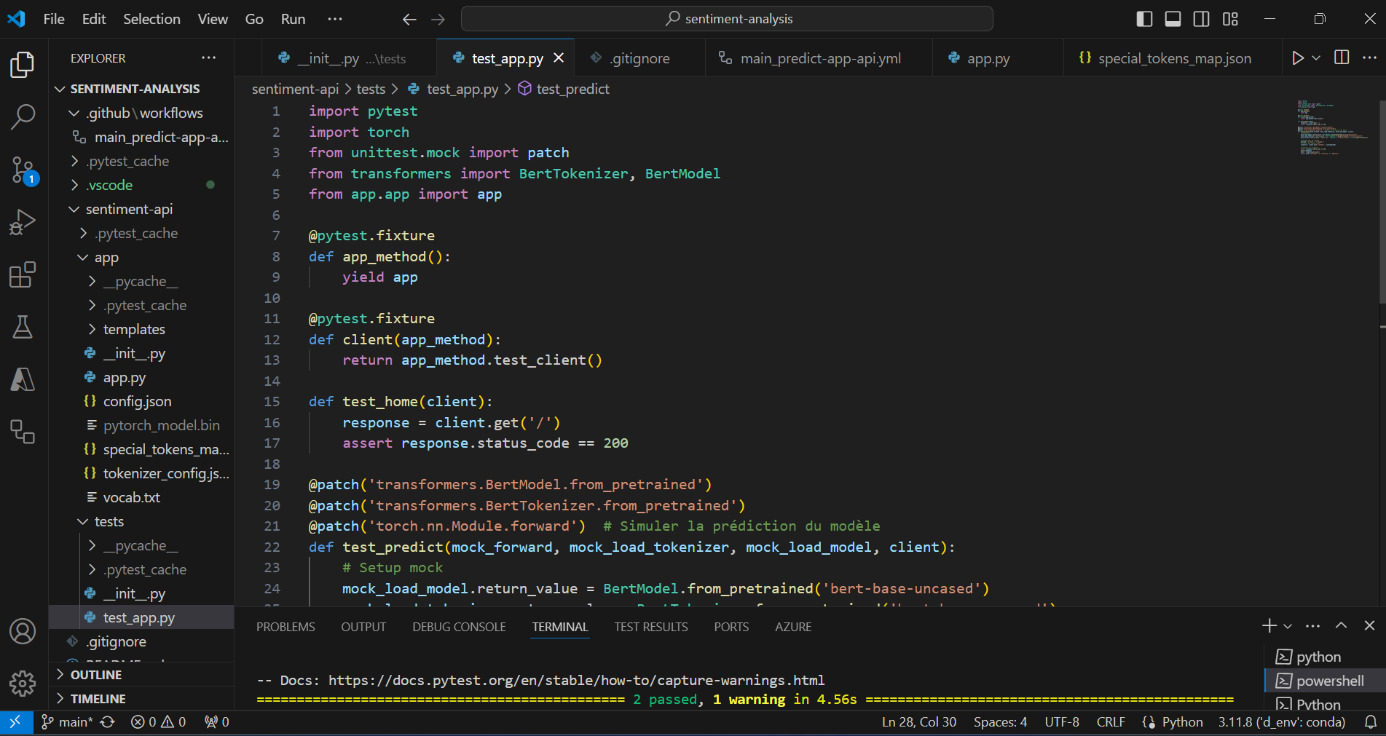 File Edit Selection View Go Run ··· sentiment-analysis
EXPLORER ···
SENTIMENT-ANALYSIS
.github\workflows
main_predict-app-a...
.pytest_cache
.vscode
sentiment-api
.pytest_cache
app
__pycache__
.pytest_cache
templates
__init__.py
app.py
config.json
pytorch_model.bin
special_tokens_ma...
tokenizer_config.js...
vocab.txt
tests
__pycache__
.pytest_cache
__init__.py
test_app.py
.gitignore
OUTLINE
TIMELINE
1
__init__.py ...\tests test_app.py .gitignore main_predict-app-api.yml app.py special_tokens_map.json
sentiment-api > tests > test_app.py > test_predict
1 import pytest
2 import torch
3 from unittest.mock import patch
4 from transformers import BertTokenizer, BertModel
5 from app.app import app
6
7 @pytest.fixture
8 def app_method():
9 yield app
10
11 @pytest.fixture
12 def client(app_method):
13 return app_method.test_client()
14
15 def test_home(client):
16 response = client.get('/')
17 assert response.status_code == 200
18
19 @patch('transformers.BertModel.from_pretrained')
20 @patch('transformers.BertTokenizer.from_pretrained')
21 @patch('torch.nn.Module.forward') # Simuler la prédiction du modèle
22 def test_predict(mock_forward, mock_load_tokenizer, mock_load_model, client):
23 # Setup mock
24 mock_load_model.return_value = BertModel.from_pretrained('bert-base-uncased')
PROBLEMS OUTPUT DEBUG CONSOLE TERMINAL TEST RESULTS PORTS AZURE
-- Docs: https://docs.pytest.org/en/stable/how-to/capture-warnings.html
2 passed, 1 warning in 4.56s
python
powershell
Python
main* 0 0 0 Ln 28, Col 30 Spaces: 4 UTF-8 CRLF Python 3.11.8 ('d_env': conda)